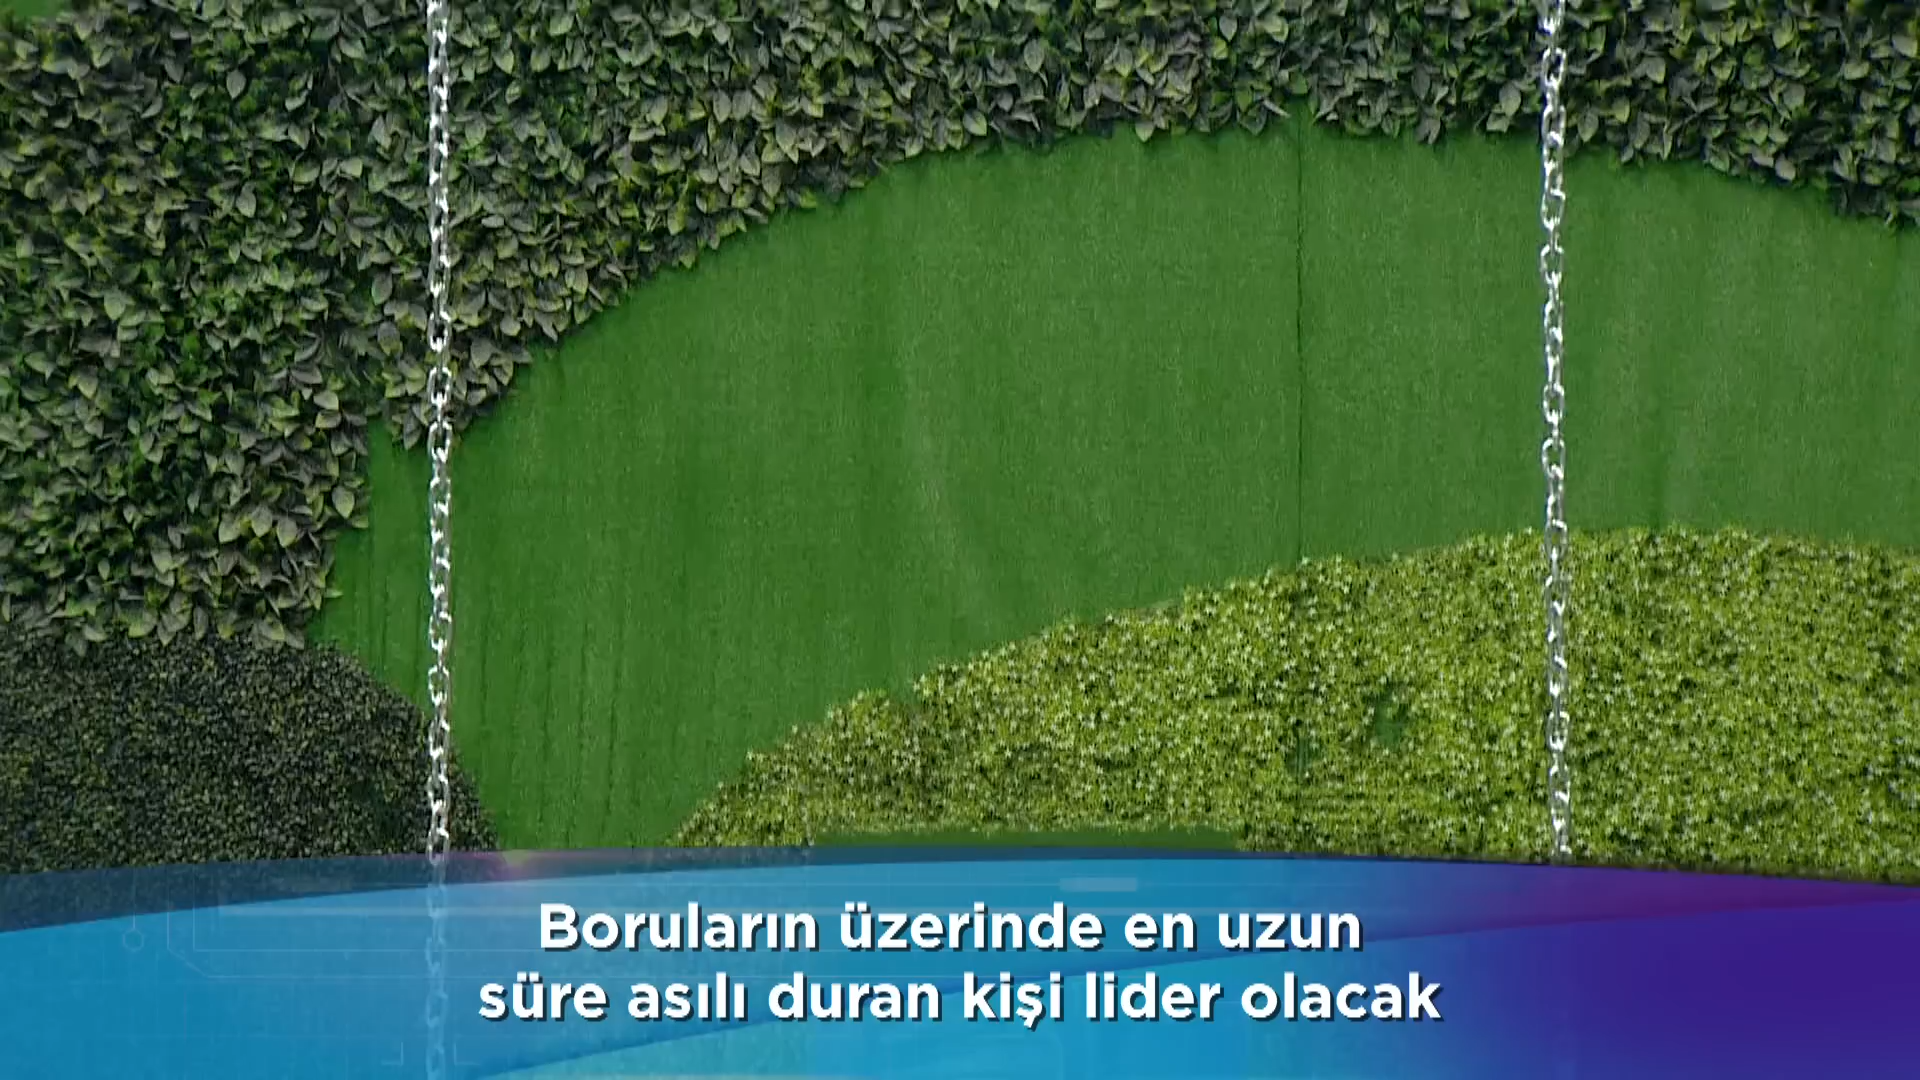 Boruların üzerinde en uzun
süre asılı duran kişi lider olacak